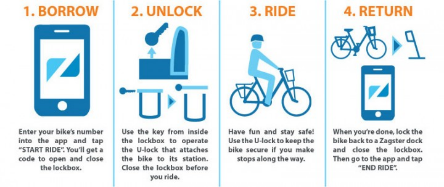 1. BORROW
Enter your bike's number
into the app and tap
"START RIDE". You'll get a
code to open and close
the lockbox.
2. UNLOCK
Use the key from inside
the lockbox to operate
the U-lock that attaches
the bike to its station.
Close the lockbox before
you ride.
3. RIDE
Have fun and stay safe!
Use the U-lock to keep the
bike secure if you make
stops along the way.
4. RETURN
When you're done, lock the
bike back to a Zagster dock
and close the lockbox.
Then go to the app and tap
"END RIDE".